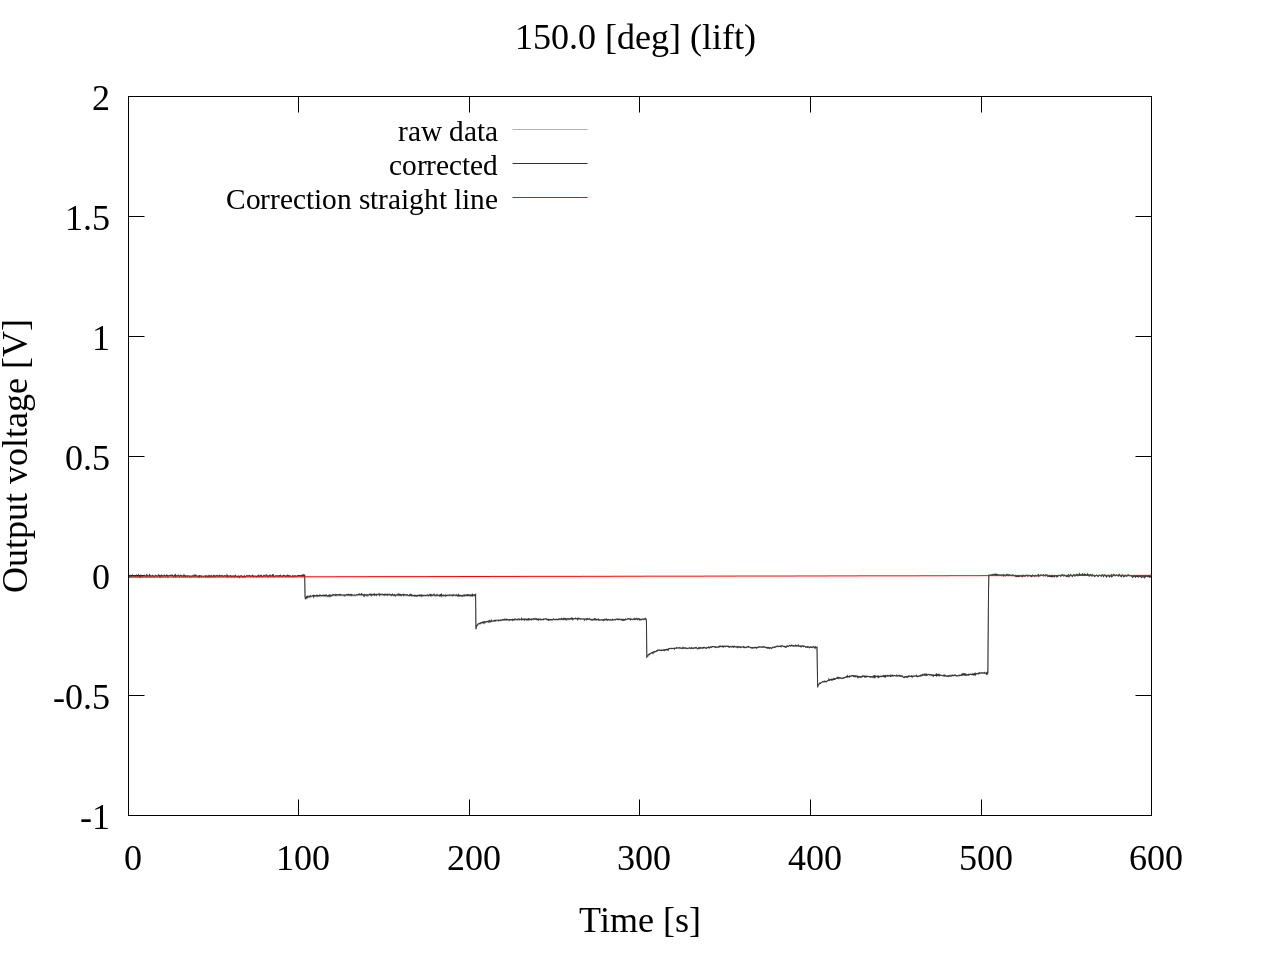 150.0 [deg] (lift)
raw data
corrected
Correction straight line
Output voltage [V]
2
1.5
1
0.5
0
-0.5
-1
0 100 200 300 400 500 600
Time [s]